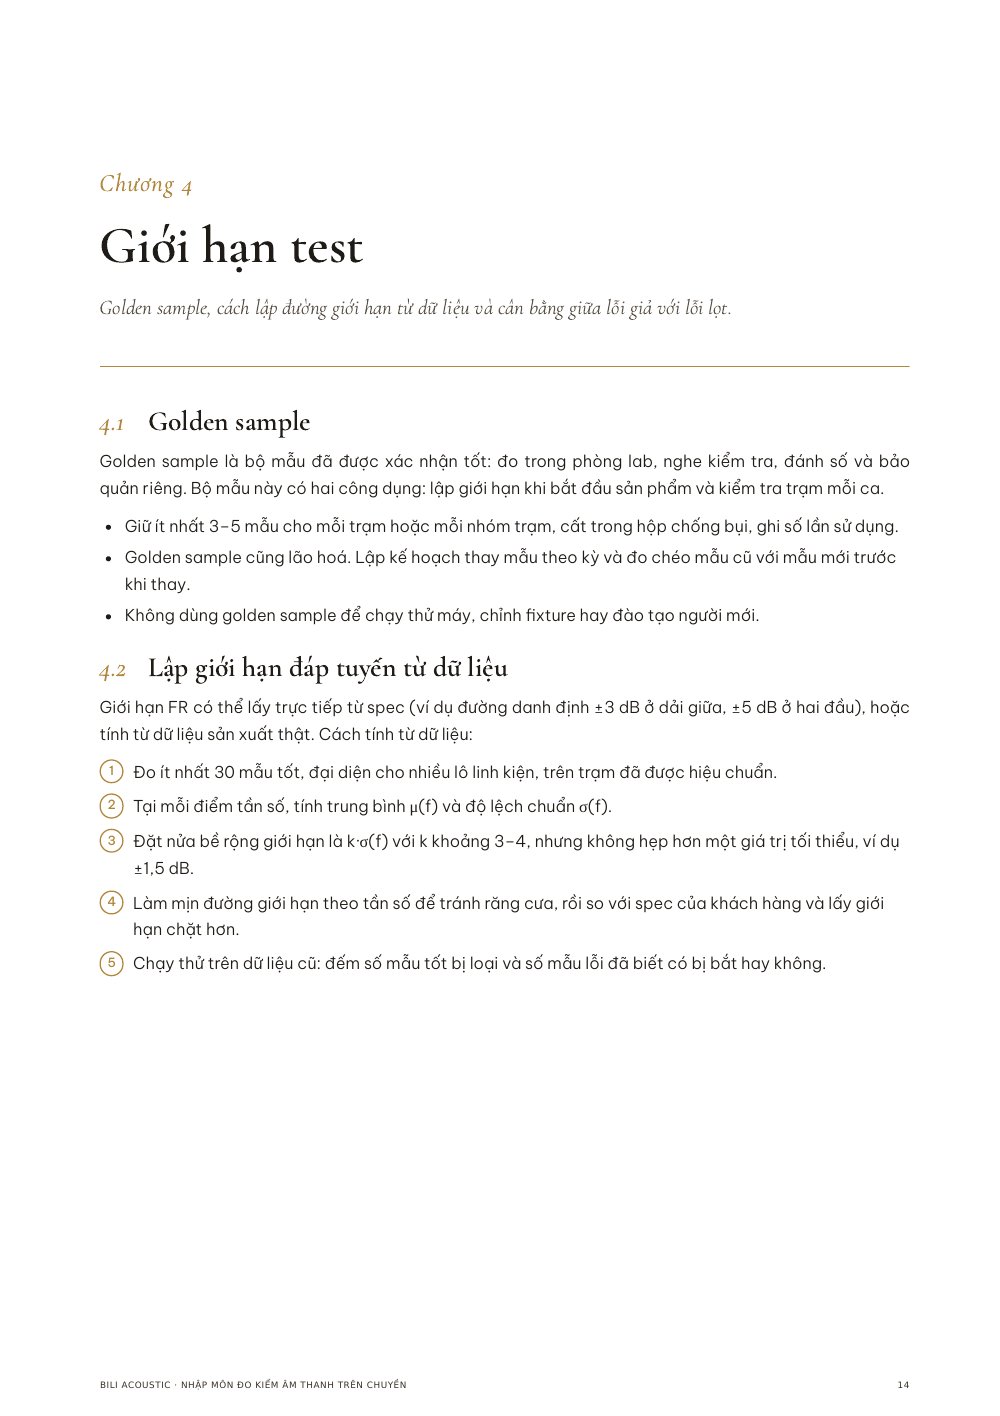 Chương 4
Giới hạn test
Golden sample, cách lập đường giới hạn từ dữ liệu và cân bằng giữa lỗi giả với lỗi lọt.
4.1 Golden sample
Golden sample là bộ mẫu đã được xác nhận tốt: đo trong phòng lab, nghe kiểm tra, đánh số và bảo
quản riêng. Bộ mẫu này có hai công dụng: lập giới hạn khi bắt đầu sản phẩm và kiểm tra trạm mỗi ca.
• Giữ ít nhất 3–5 mẫu cho mỗi trạm hoặc mỗi nhóm trạm, cất trong hộp chống bụi, ghi số lần sử dụng.
• Golden sample cũng lão hoá. Lập kế hoạch thay mẫu theo kỳ và đo chéo mẫu cũ với mẫu mới trước
khi thay.
• Không dùng golden sample để chạy thử máy, chỉnh fixture hay đào tạo người mới.
4.2 Lập giới hạn đáp tuyến từ dữ liệu
Giới hạn FR có thể lấy trực tiếp từ spec (ví dụ đường danh định ±3 dB ở dải giữa, ±5 dB ở hai đầu), hoặc
tính từ dữ liệu sản xuất thật. Cách tính từ dữ liệu:
1 Đo ít nhất 30 mẫu tốt, đại diện cho nhiều lô linh kiện, trên trạm đã được hiệu chuẩn.
2 Tại mỗi điểm tần số, tính trung bình μ(f) và độ lệch chuẩn σ(f).
3 Đặt nửa bề rộng giới hạn là k·σ(f) với k khoảng 3–4, nhưng không hẹp hơn một giá trị tối thiểu, ví dụ
±1,5 dB.
4 Làm mịn đường giới hạn theo tần số để tránh răng cưa, rồi so với spec của khách hàng và lấy giới
hạn chặt hơn.
5 Chạy thử trên dữ liệu cũ: đếm số mẫu tốt bị loại và số mẫu lỗi đã biết có bị bắt hay không.
BILI ACOUSTIC · NHẬP MÔN ĐO KIỂM ÂM THANH TRÊN CHUYỀN 14